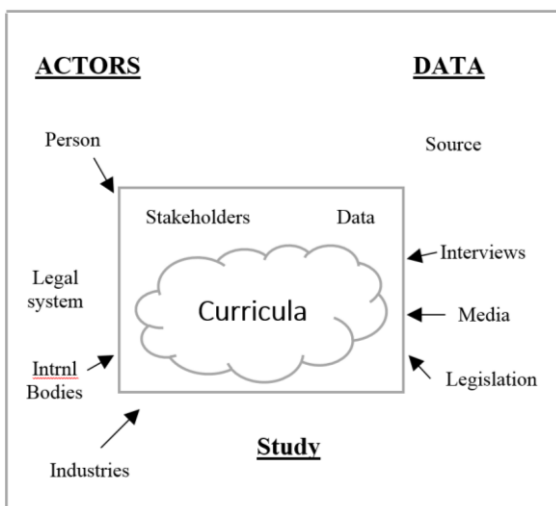 ACTORS DATA
Person
Source
Stakeholders Data
Interviews
Legal
system
Curricula
Media
Intrnl
Bodies
Legislation
Study
Industries